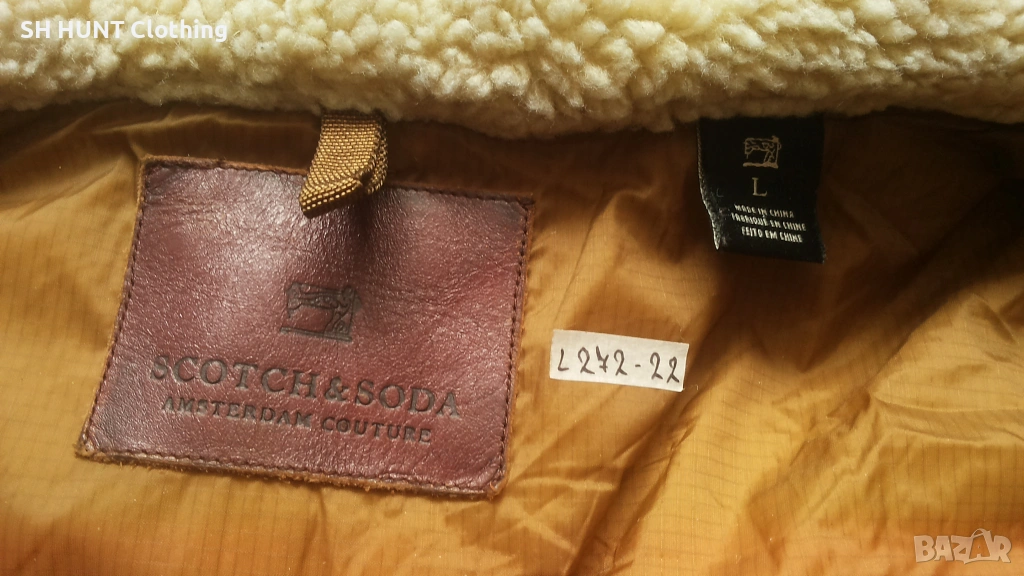 SH HUNT Clothing
SCOTCH&SODA
AMSTERDAM COUTURE
L
MADE IN CHINA
FABRIQUÉ EN CHINE
FEITO EM CHINE
L272-22
BAZAR